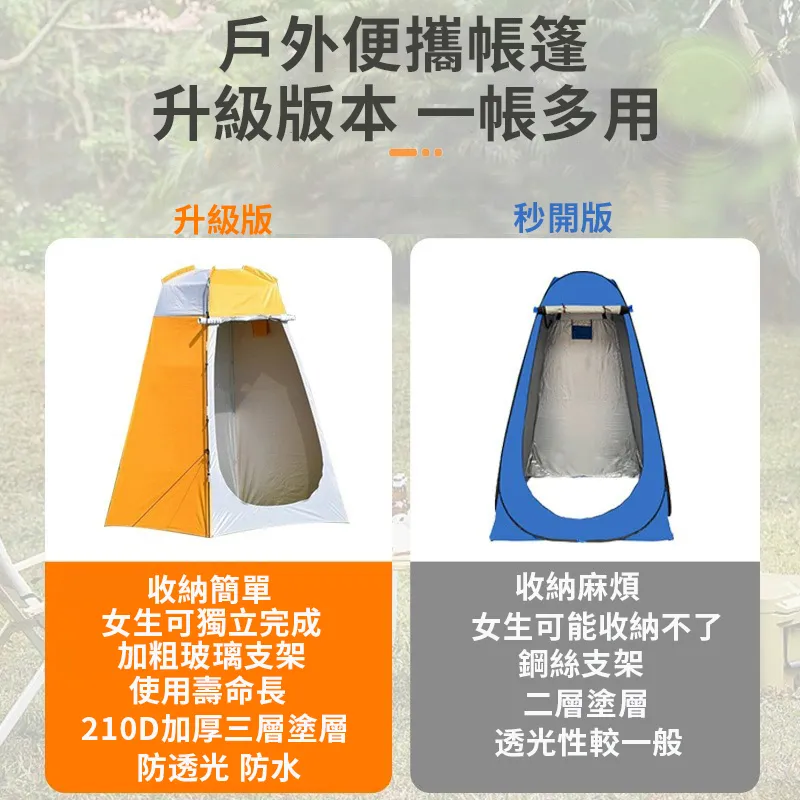 戶外便攜帳篷
升級版本 一帳多用
升級版
秒開版
收納簡單
女生可獨立完成
加粗玻璃支架
使用壽命長
210D加厚三層塗層
防透光 防水
收納麻煩
女生可能收納不了
鋼絲支架
二層塗層
透光性較一般